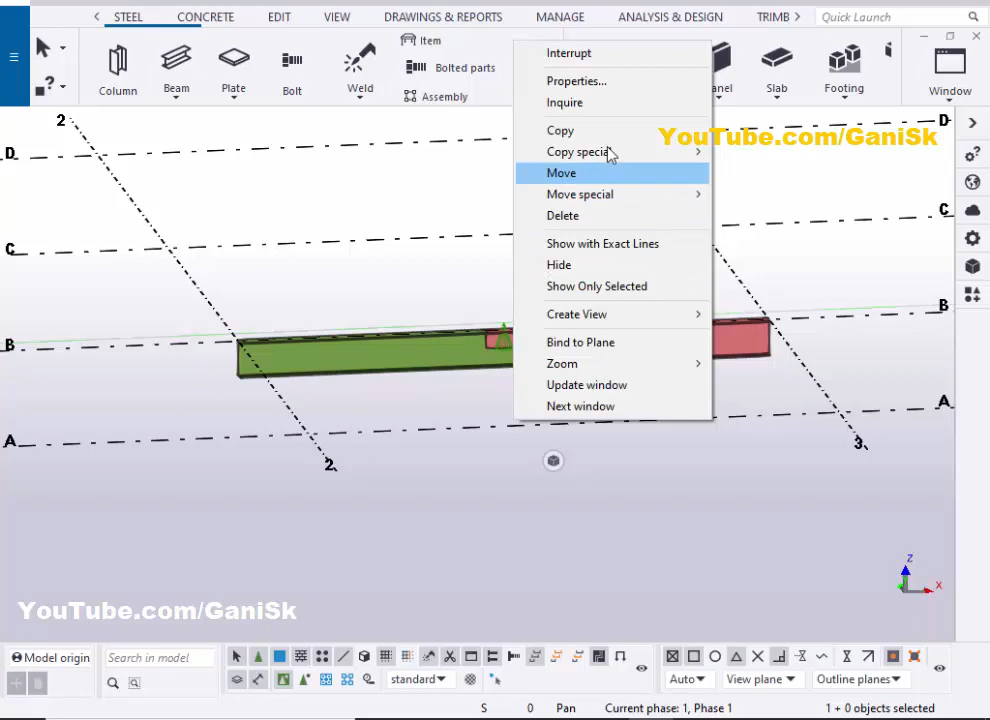 STEEL CONCRETE EDIT VIEW DRAWINGS & REPORTS MANAGE ANALYSIS & DESIGN TRIMB Quick Launch
Item
Bolted parts
Assembly
Column Beam Plate Bolt Weld Slab Footing Window
Interrupt
Properties...
Inquire
Copy
Copy special
Move
Move special
Delete
Show with Exact Lines
Hide
Show Only Selected
Create View
Bind to Plane
Zoom
Update window
Next window
YouTube.com/GaniSk
2
D D
C C
B B
A A
2 3
Z
X
YouTube.com/GaniSk
Model origin Search in model
standard Auto View plane Outline planes
S 0 Pan Current phase: 1, Phase 1 1 + 0 objects selected